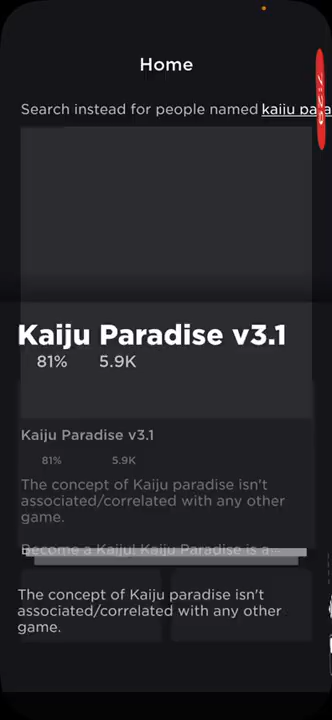 Home
Search instead for people named kaiju para
Kaiju Paradise v3.1
81% 5.9K
Kaiju Paradise v3.1
81% 5.9K
The concept of Kaiju paradise isn't
associated/correlated with any other
game.
Become a Kaiju! Kaiju Paradise is a...
The concept of Kaiju paradise isn't
associated/correlated with any other
game.